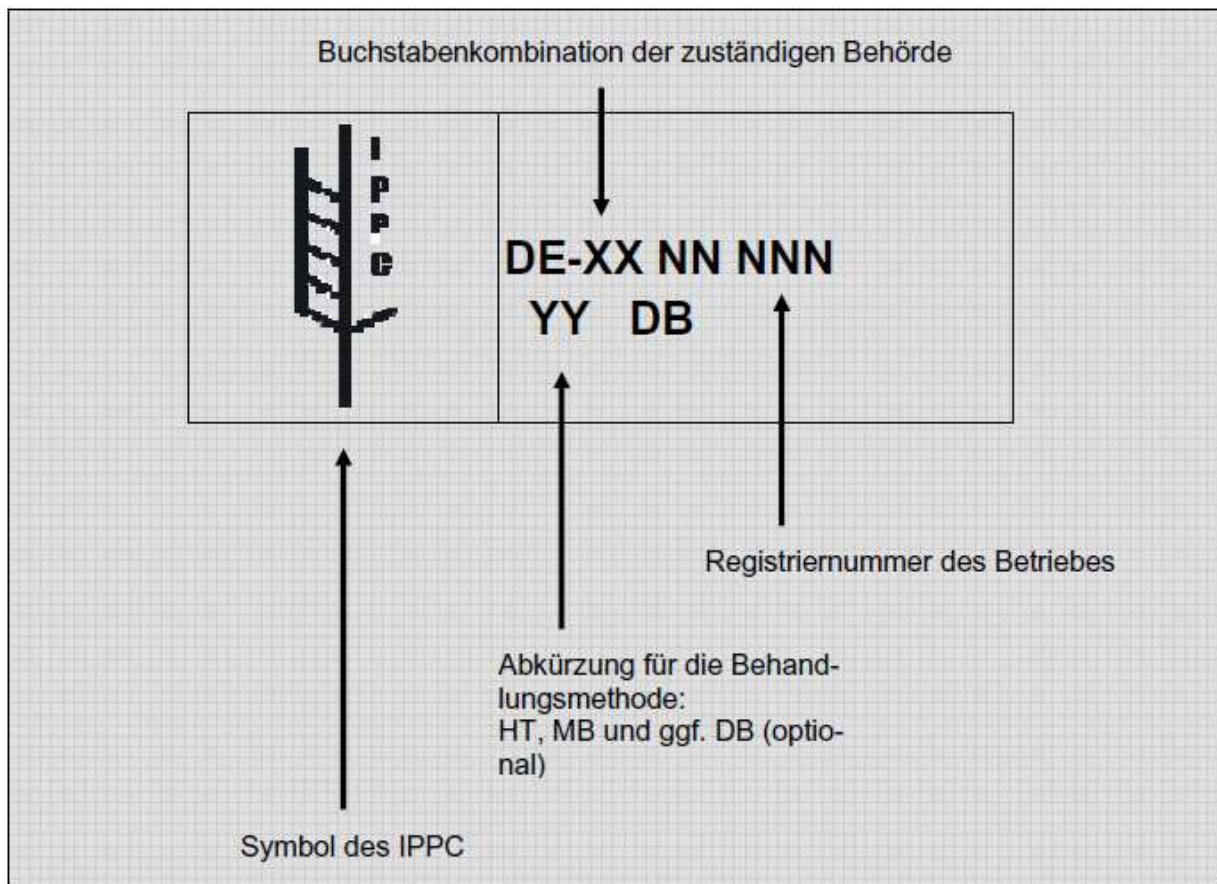 Buchstabenkombination der zuständigen Behörde
I
P
P
C
DE-XX NN NNN
YY DB
Registriernummer des Betriebes
Abkürzung für die Behand-
lungsmethode:
HT, MB und ggf. DB (optio-
nal)
Symbol des IPPC